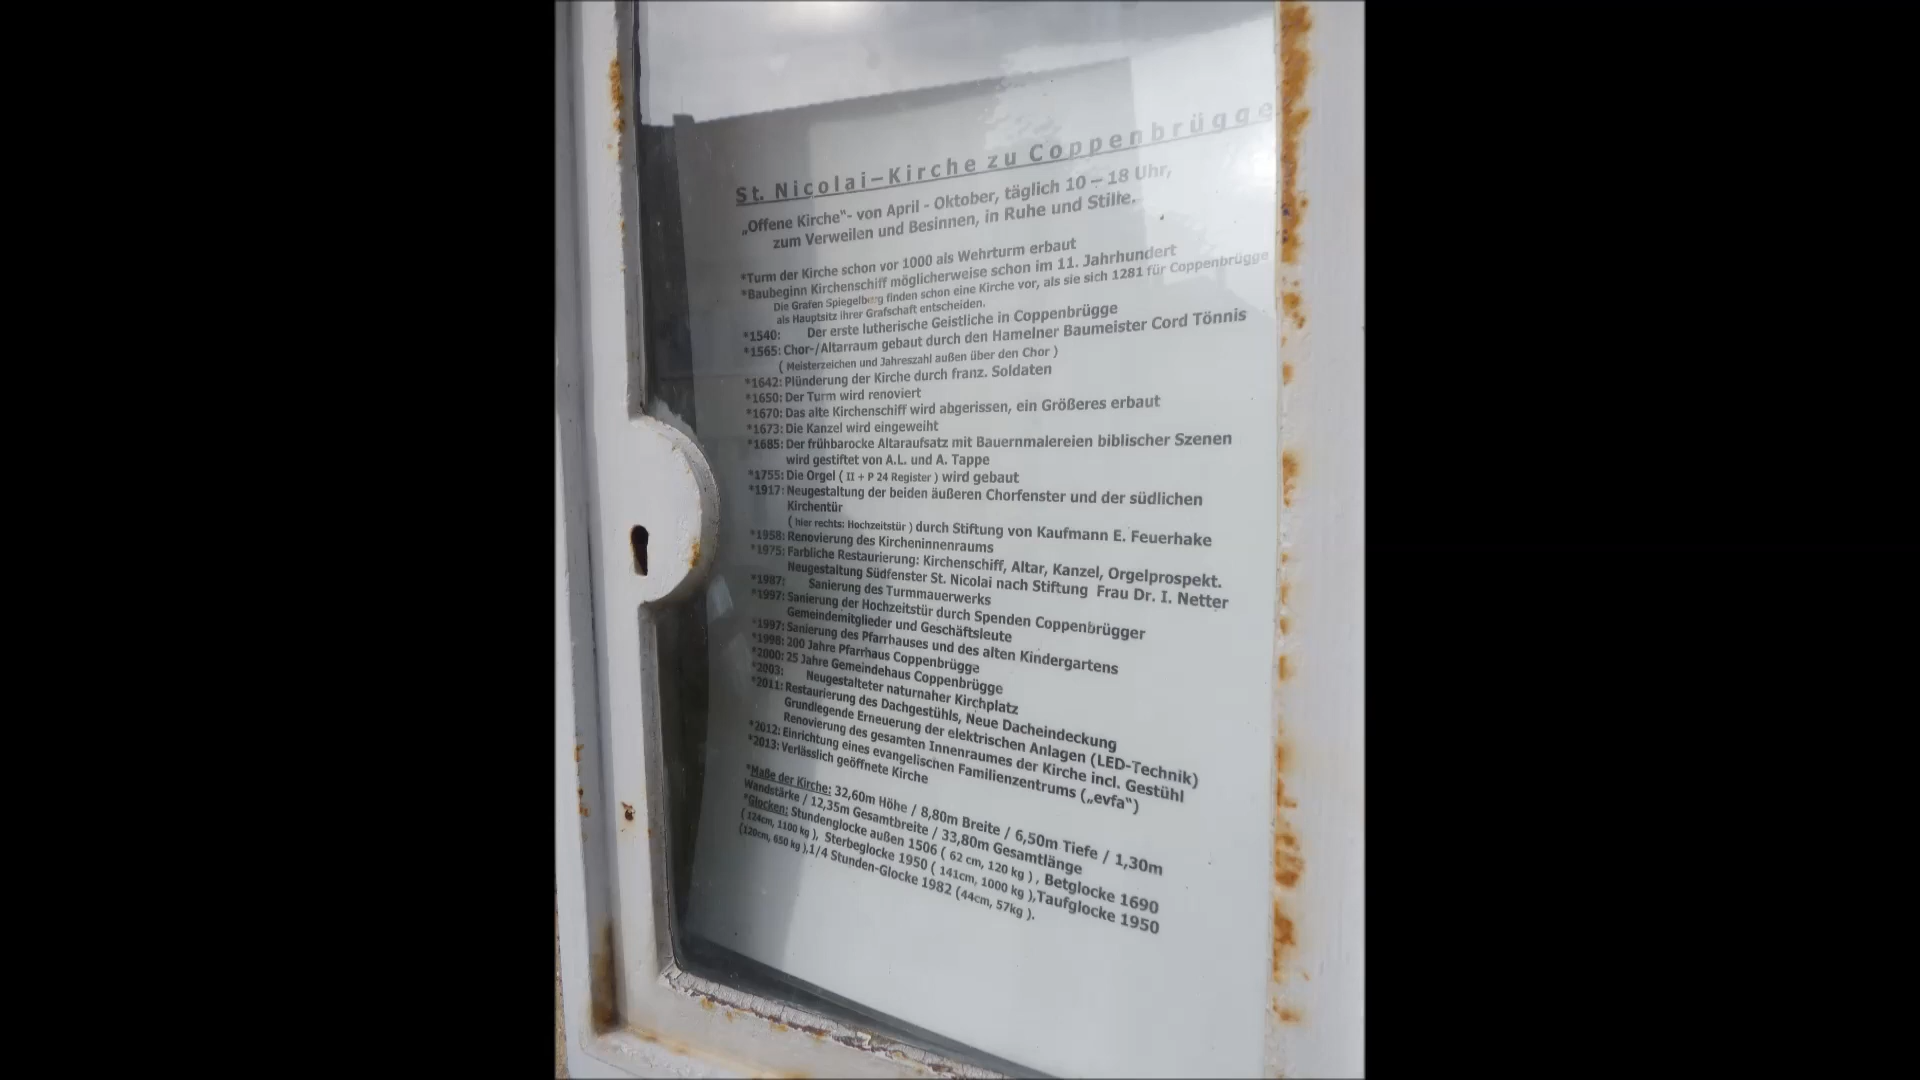 St. Nicolai–Kirche zu Coppenbrügge
„Offene Kirche“- von April - Oktober, täglich 10 – 18 Uhr,
zum Verweilen und Besinnen, in Ruhe und Stille.
*Turm der Kirche schon vor 1000 als Wehrturm erbaut
*Baubeginn Kirchenschiff möglicherweise schon im 11. Jahrhundert
Die Grafen Spiegelberg finden schon eine Kirche vor, als sie sich 1281 für Coppenbrügge
als Hauptsitz ihrer Grafschaft entscheiden.
*1540: Der erste lutherische Geistliche in Coppenbrügge
*1565: Chor-/Altarraum gebaut durch den Hamelner Baumeister Cord Tönnis
( Meisterzeichen und Jahreszahl außen über den Chor )
*1642: Plünderung der Kirche durch franz. Soldaten
*1650: Der Turm wird renoviert
*1670: Das alte Kirchenschiff wird abgerissen, ein Größeres erbaut
*1673: Die Kanzel wird eingeweiht
*1685: Der frühbarocke Altaraufsatz mit Bauernmalereien biblischer Szenen
wird gestiftet von A.L. und A. Tappe
*1755: Die Orgel ( II + P 24 Register ) wird gebaut
*1917: Neugestaltung der beiden äußeren Chorfenster und der südlichen
Kirchentür
( hier rechts: Hochzeitstür ) durch Stiftung von Kaufmann E. Feuerhake
*1958: Renovierung des Kircheninnenraums
*1975: Farbliche Restaurierung: Kirchenschiff, Altar, Kanzel, Orgelprospekt.
Neugestaltung Südfenster St. Nicolai nach Stiftung Frau Dr. I. Netter
*1987: Sanierung des Turmmauerwerks
*1997: Sanierung der Hochzeitstür durch Spenden Coppenbrügger
Gemeindemitglieder und Geschäftsleute
*1997: Sanierung des Pfarrhauses und des alten Kindergartens
*1998: 200 Jahre Pfarrhaus Coppenbrügge
*2000: 25 Jahre Gemeindehaus Coppenbrügge
*2003: Neugestalteter naturnaher Kirchplatz
*2011: Restaurierung des Dachgestühls, Neue Dacheindeckung
Grundlegende Erneuerung der elektrischen Anlagen (LED-Technik)
Renovierung des gesamten Innenraumes der Kirche incl. Gestühl
*2012: Einrichtung eines evangelischen Familienzentrums („evfa“)
*2013: Verlässlich geöffnete Kirche
*Maße der Kirche: 32,60m Höhe / 8,80m Breite / 6,50m Tiefe / 1,30m
Wandstärke / 12,35m Gesamtbreite / 33,80m Gesamtlänge
*Glocken: Stundenglocke außen 1506 ( 62 cm, 120 kg ) , Betglocke 1690
( 124cm, 1100 kg ), Sterbeglocke 1950 ( 141cm, 1000 kg ),Taufglocke 1950
(120cm, 650 kg ),1/4 Stunden-Glocke 1982 (44cm, 57kg ).